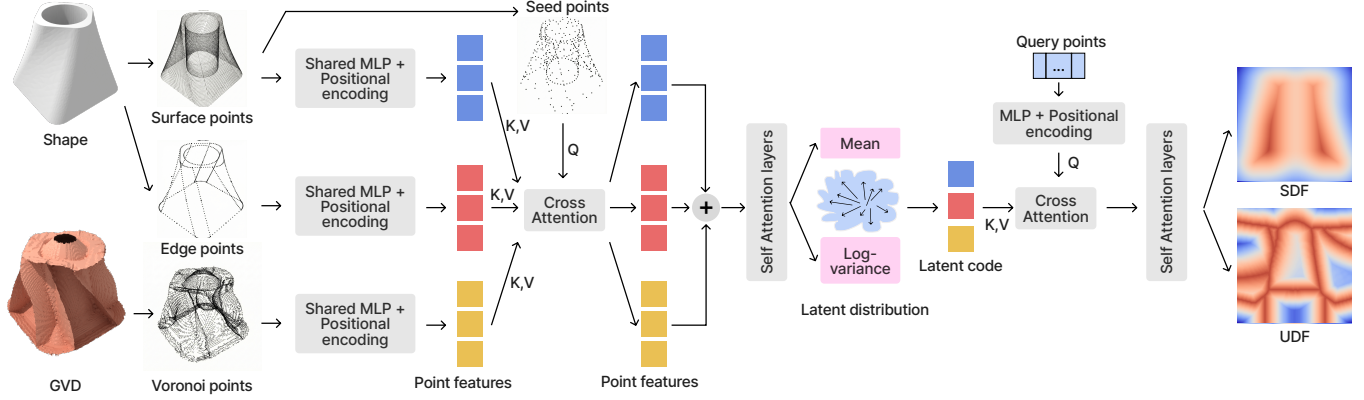 Shape
GVD
Surface points
Edge points
Voronoi points
Shared MLP +
Positional
encoding
Shared MLP +
Positional
encoding
Shared MLP +
Positional
encoding
Point features
K,V
K,V
K,V
Seed points
Q
Cross
Attention
Point features
+
Self Attention layers
Mean
Log-
variance
Latent distribution
Latent code
Query points
...
MLP + Positional
encoding
Q
K,V
Cross
Attention
Self Attention layers
SDF
UDF